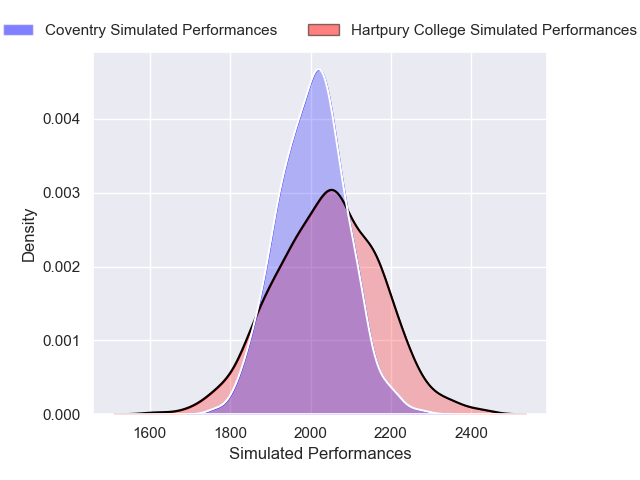 Coventry Simulated Performances Hartpury College Simulated Performances
0.004
0.003
0.002
0.001
0.000
Density
1600 1800 2000 2200 2400
Simulated Performances